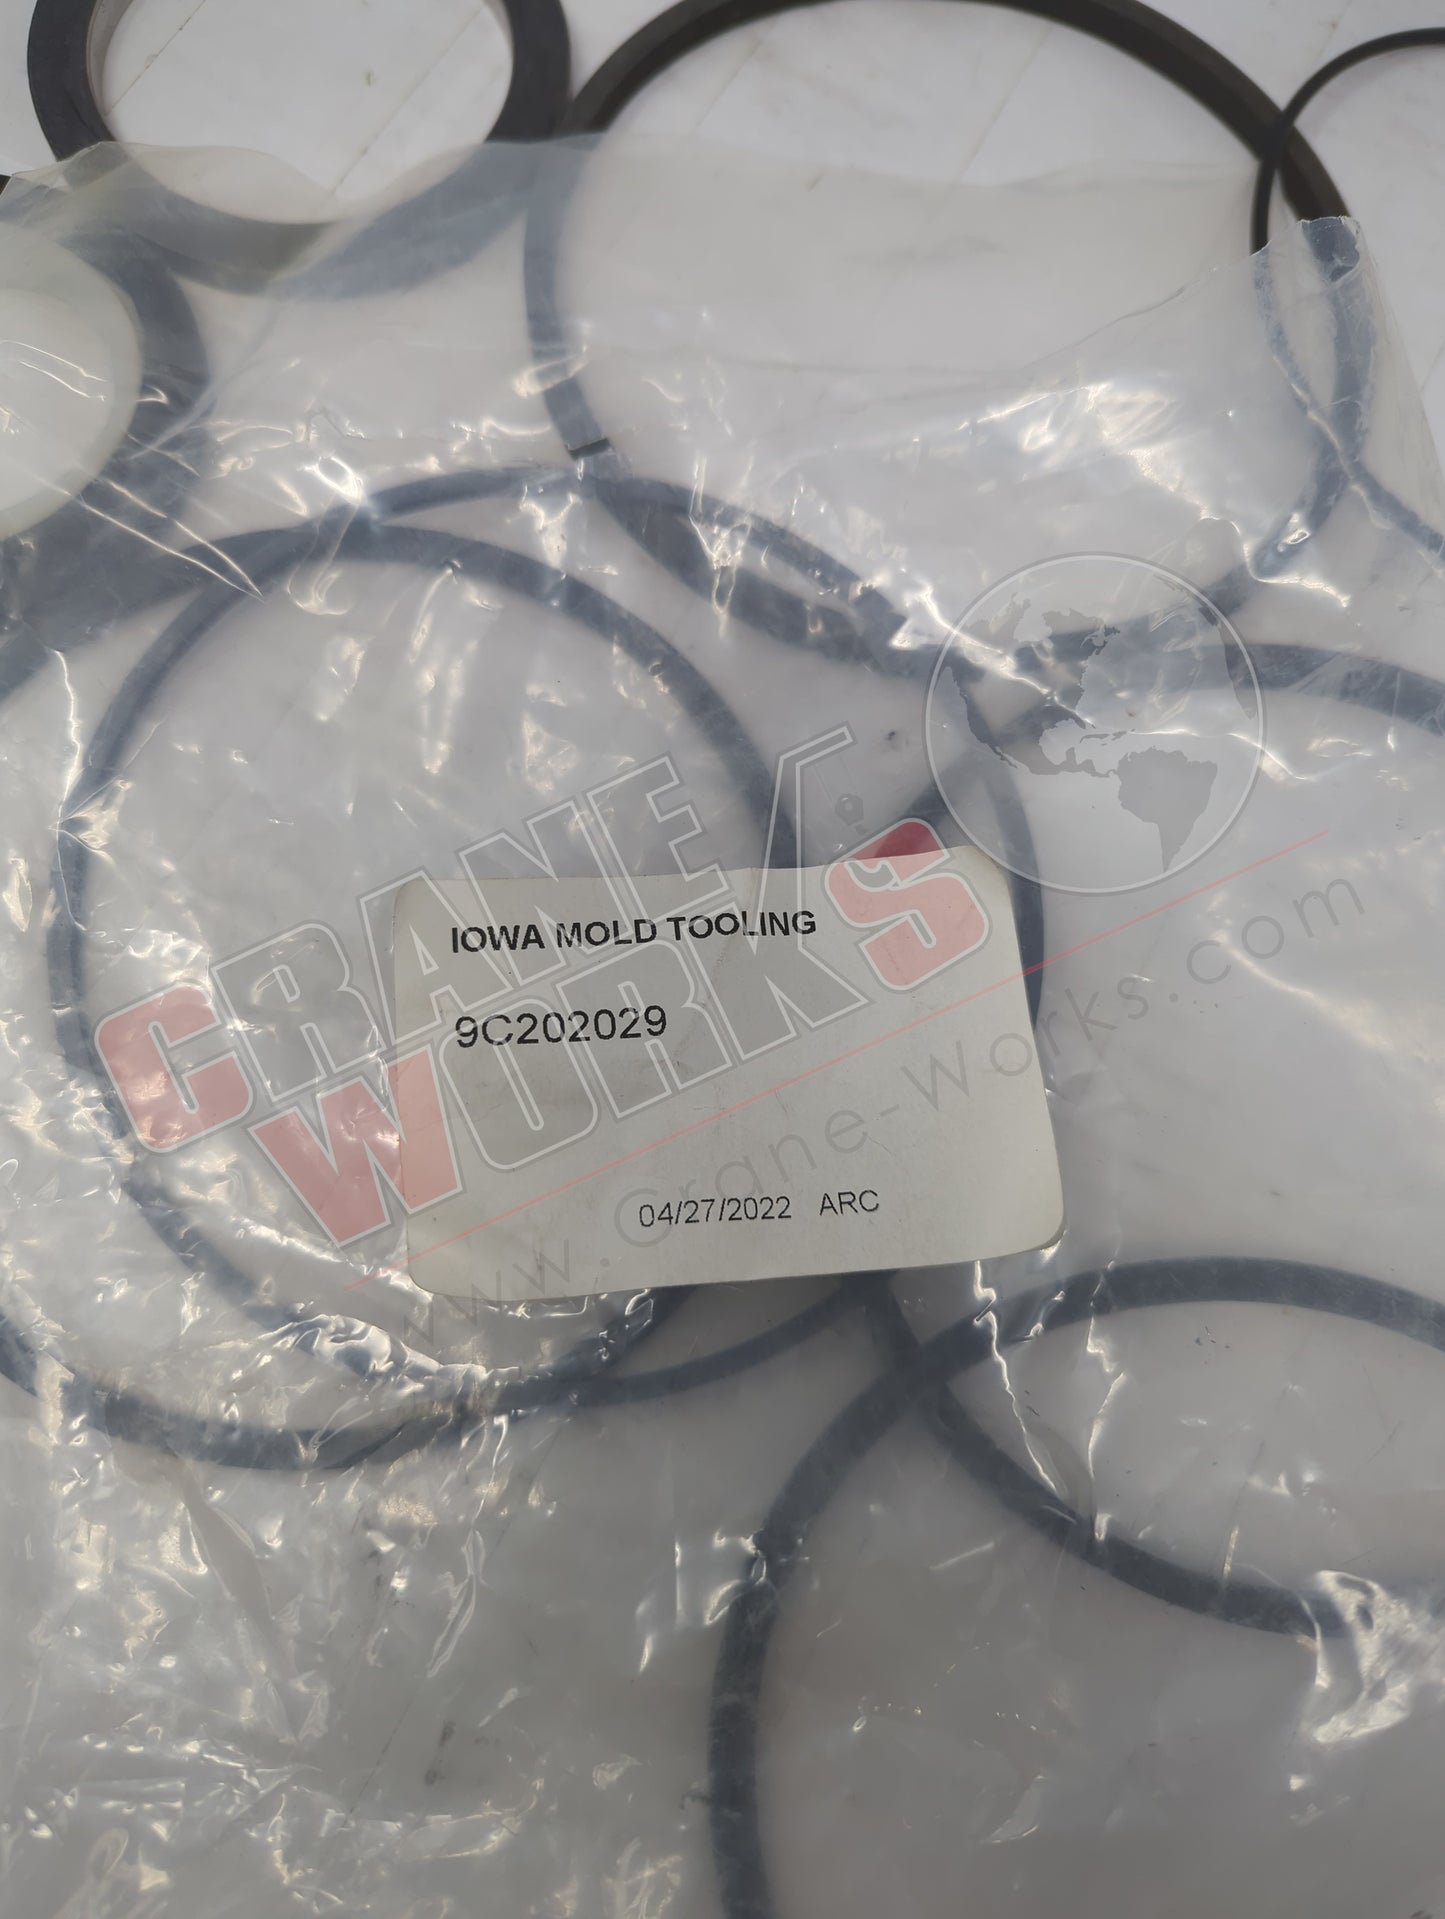 CRANE
WORKS
www.crane-works.com
IOWA MOLD TOOLING
9C202029
04/27/2022 ARC